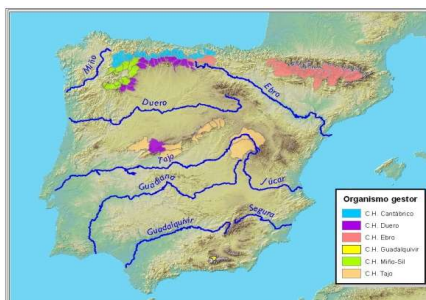 Miño
Ebro
Duero
Tajo
Guadiana
Júcar
Segura
Guadalquivir
Organismo gestor
C.H. Cantábrico
C.H. Duero
C.H. Ebro
C.H. Guadalquivir
C.H. Miño-Sil
C.H. Tajo